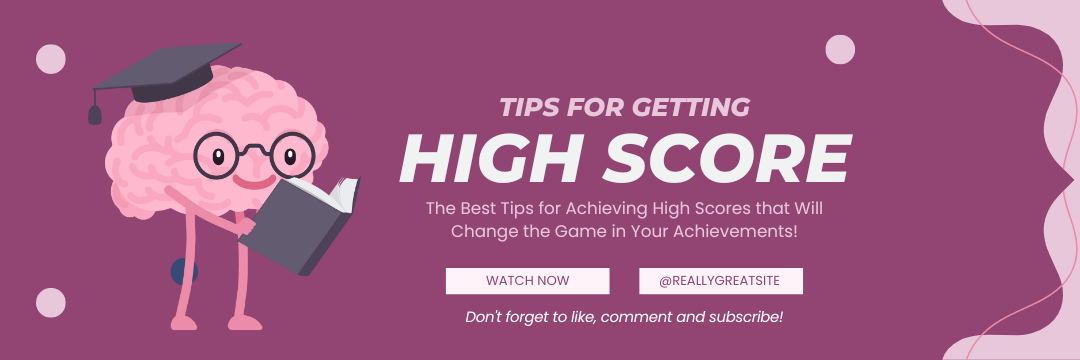 TIPS FOR GETTING
HIGH SCORE
The Best Tips for Achieving High Scores that Will
Change the Game in Your Achievements!
WATCH NOW
@REALLYGREATSITE
Don't forget to like, comment and subscribe!